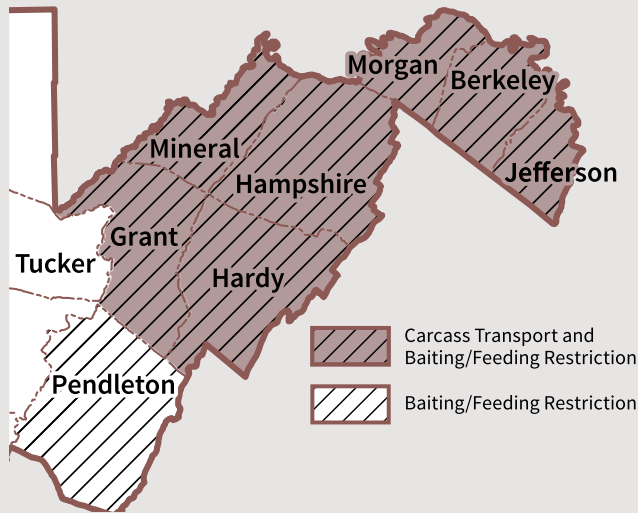 Morgan
Berkeley
Mineral
Jefferson
Hampshire
Grant
Tucker
Hardy
Carcass Transport and
Baiting/Feeding Restriction
Pendleton
Baiting/Feeding Restriction